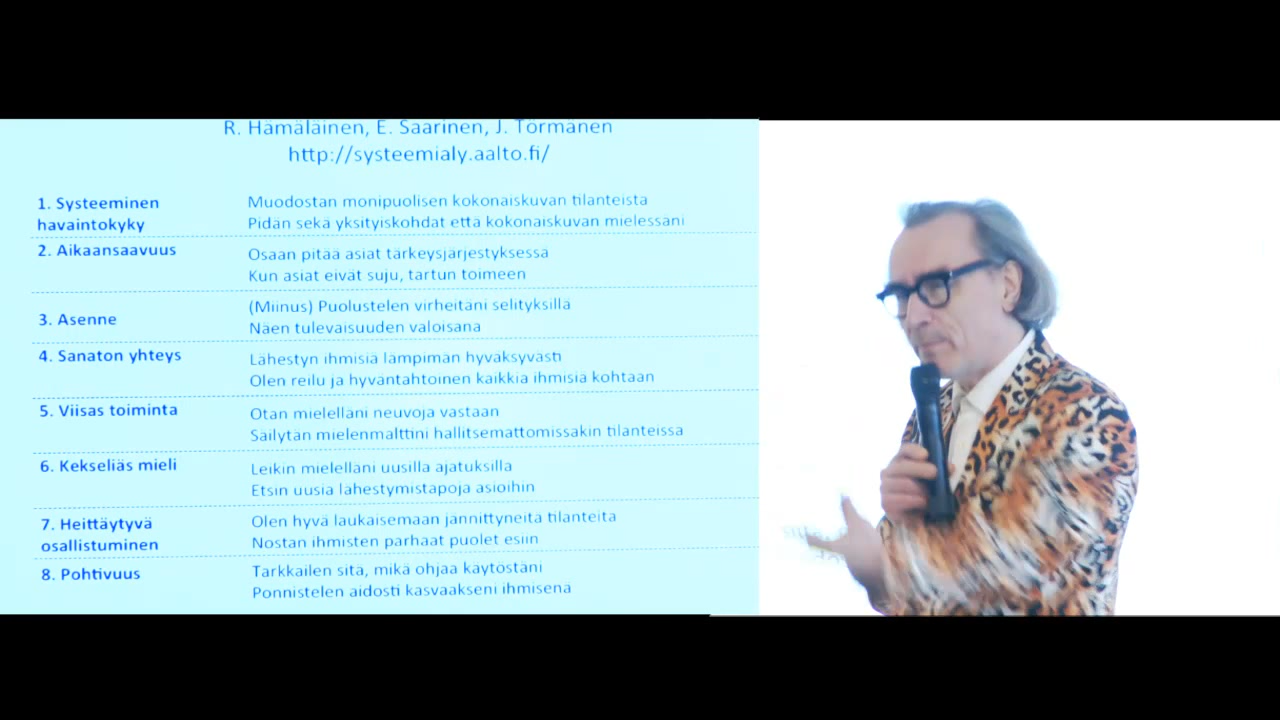 R. Hämäläinen, E. Saarinen, J. Törmänen
http://systeemialy.aalto.fi/
1. Systeeminen havaintokyky
Muodostan monipuolisen kokonaiskuvan tilanteista
Pidän sekä yksityiskohdat että kokonaiskuvan mielessäni
2. Aikaansaavuus
Osaan pitää asiat tärkeysjärjestyksessä
Kun asiat eivät suju, tartun toimeen
3. Asenne
(Miinus) Puolustelen virheitäni selityksillä
Näen tulevaisuuden valoisana
4. Sanaton yhteys
Lähestyn ihmisiä lämpimän hyväksyvästi
Olen reilu ja hyväntahtoinen kaikkia ihmisiä kohtaan
5. Viisas toiminta
Otan mielelläni neuvoja vastaan
Säilytän mielenmalttini hallitsemattomissakin tilanteissa
6. Kekseliäs mieli
Leikin mielelläni uusilla ajatuksilla
Etsin uusia lähestymistapoja asioihin
7. Heittäytyvä osallistuminen
Olen hyvä laukaisemaan jännittyneitä tilanteita
Nostan ihmisten parhaat puolet esiin
8. Pohtivuus
Tarkkailen sitä, mikä ohjaa käytöstäni
Ponnistelen aidosti kasvaakseni ihmisenä